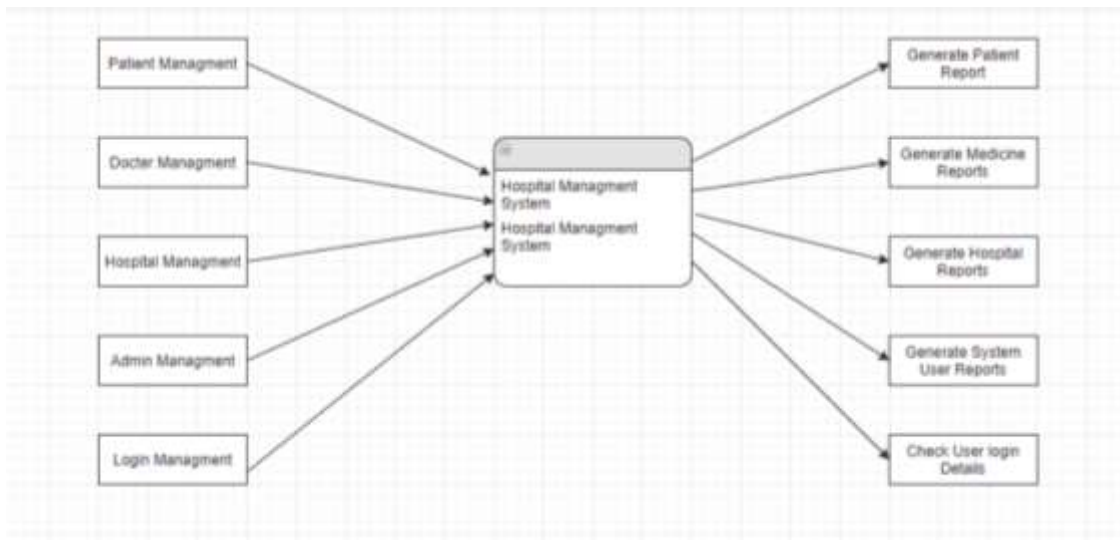 Patient Managment
Docter Managment
Hospital Managment
Admin Managment
Login Managment
Hospital Managment
System
Hospital Managment
System
Generate Patient
Report
Generate Medicine
Reports
Generate Hospital
Reports
Generate System
User Reports
Check User login
Details